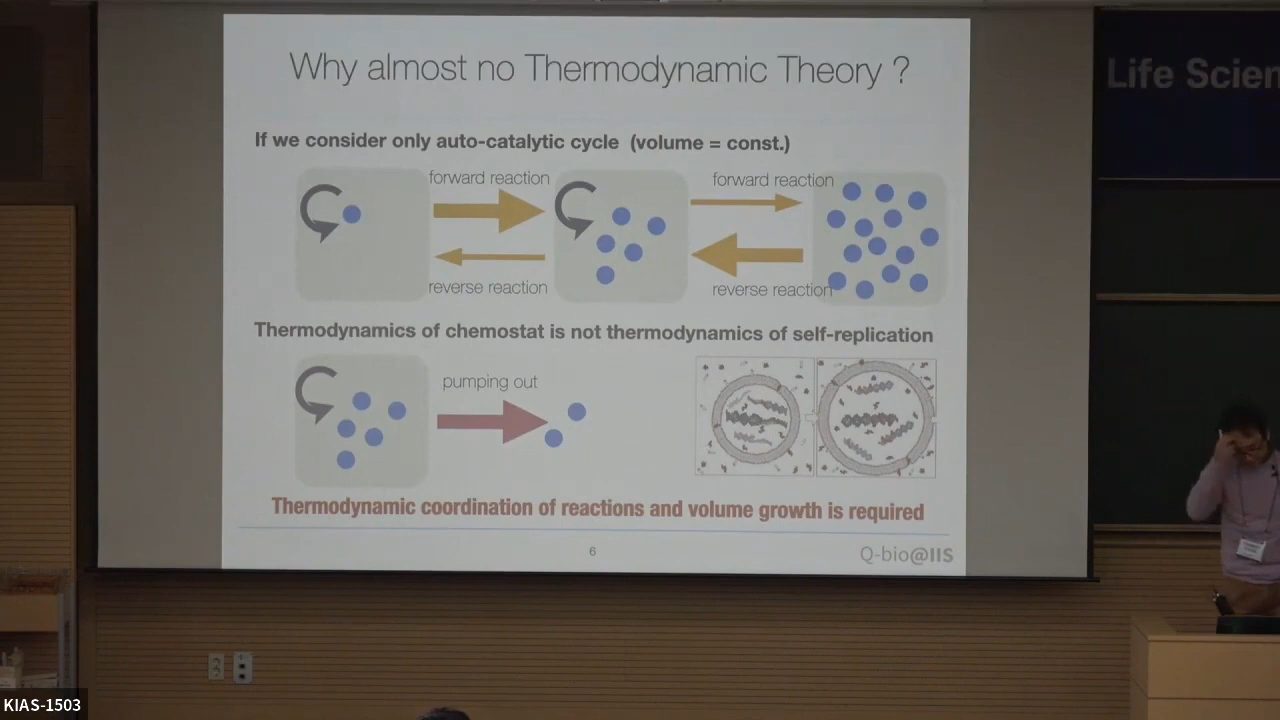 Why almost no Thermodynamic Theory ?
If we consider only auto-catalytic cycle (volume = const.)
forward reaction
forward reaction
reverse reaction
reverse reaction
Thermodynamics of chemostat is not thermodynamics of self-replication
pumping out
Thermodynamic coordination of reactions and volume growth is required
6
Q-bio@IIS
Life Scien
KIAS-1503